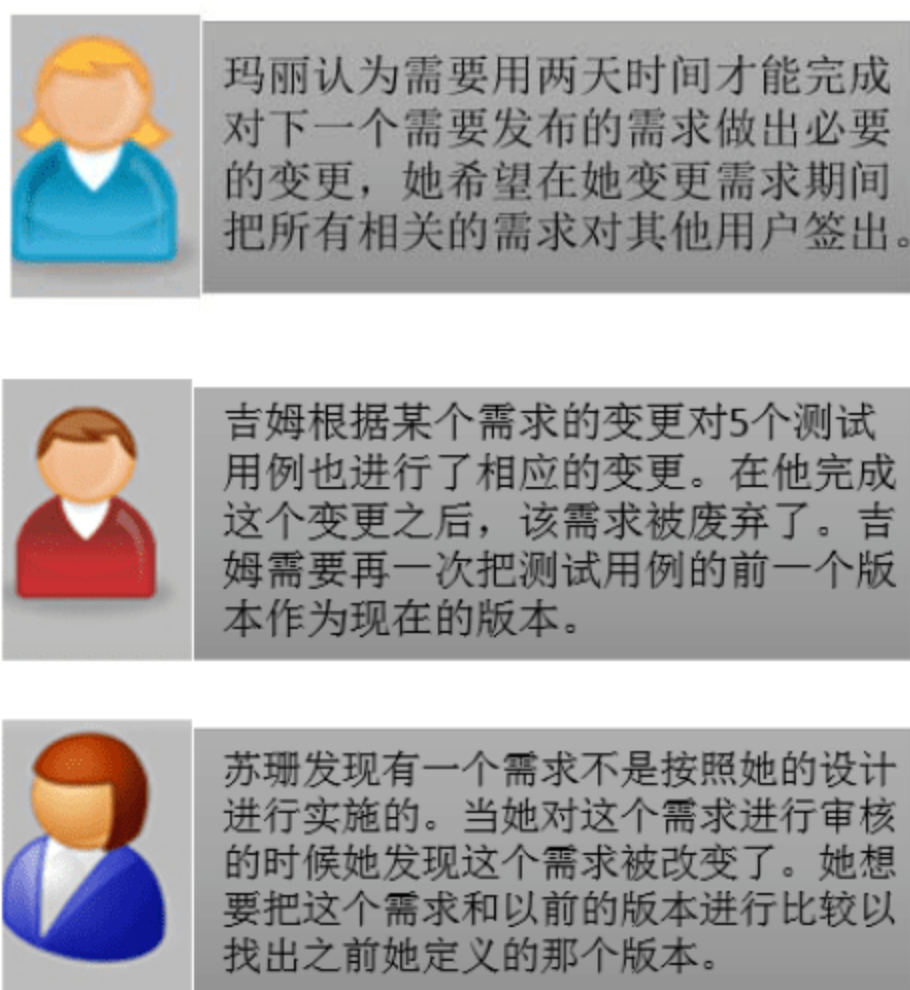 玛丽认为需要用两天时间才能完成
对下一个需要发布的需求做出必要
的变更，她希望在她变更需求期间
把所有相关的需求对其他用户签出。
吉姆根据某个需求的变更对5个测试
用例也进行了相应的变更。在他完成
这个变更之后，该需求被废弃了。吉
姆需要再一次把测试用例的前一个版
本作为现在的版本。
苏珊发现有一个需求不是按照她的设计
进行实施的。当她对这个需求进行审核
的时候她发现这个需求被改变了。她想
要把这个需求和以前的版本进行比较以
找出之前她定义的那个版本。